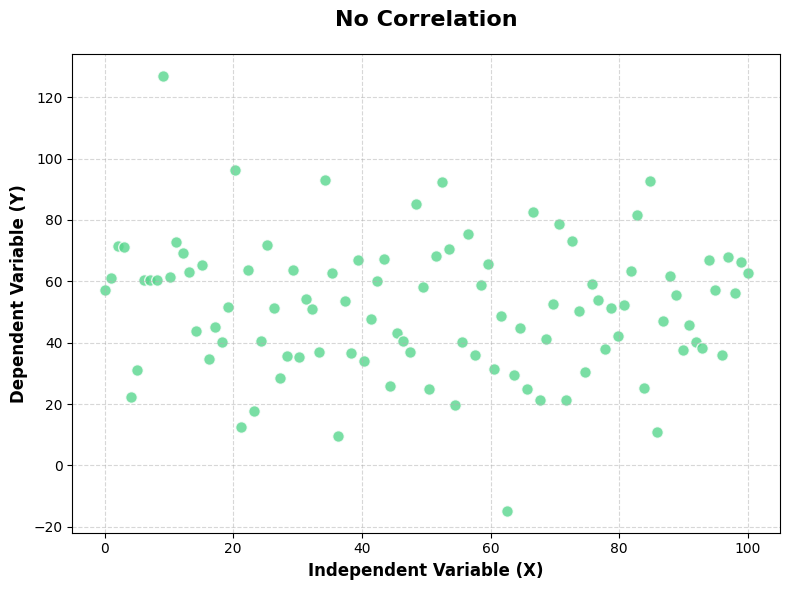 No Correlation
Dependent Variable (Y)
120
100
80
60
40
20
0
−20
0 20 40 60 80 100
Independent Variable (X)